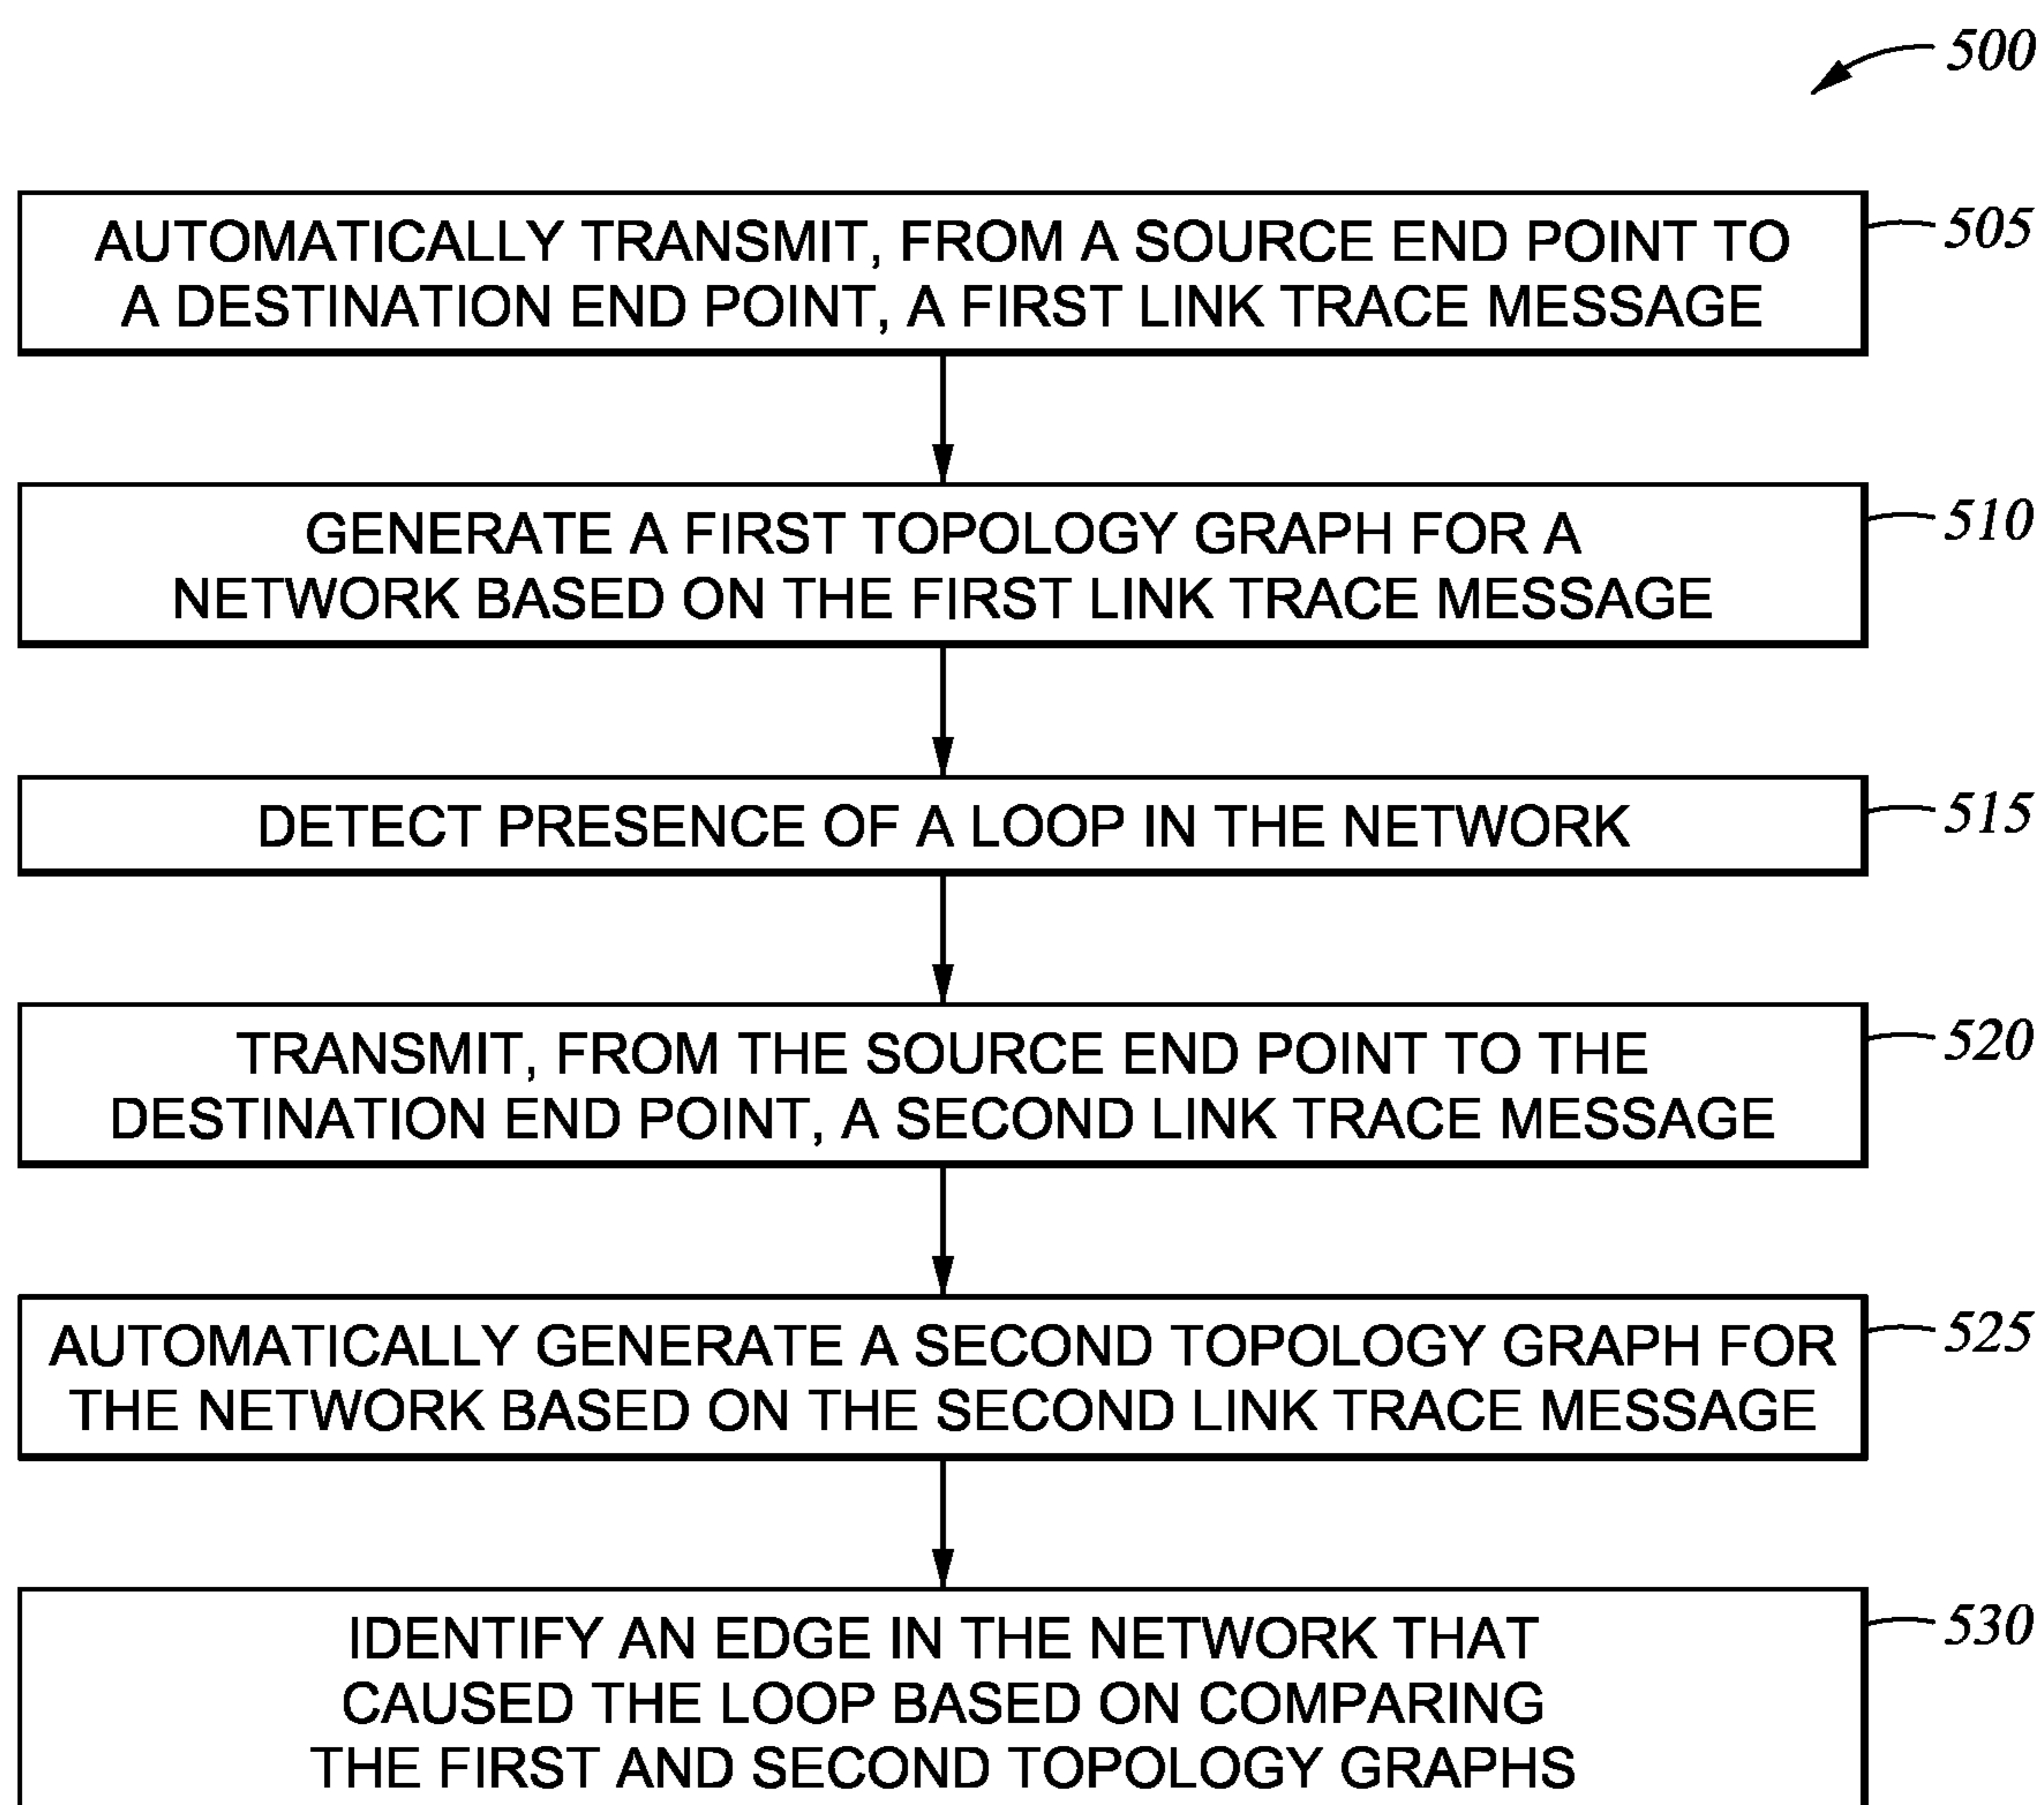 500
AUTOMATICALLY TRANSMIT, FROM A SOURCE END POINT TO
A DESTINATION END POINT, A FIRST LINK TRACE MESSAGE
505
GENERATE A FIRST TOPOLOGY GRAPH FOR A
NETWORK BASED ON THE FIRST LINK TRACE MESSAGE
510
DETECT PRESENCE OF A LOOP IN THE NETWORK
515
TRANSMIT, FROM THE SOURCE END POINT TO THE
DESTINATION END POINT, A SECOND LINK TRACE MESSAGE
520
AUTOMATICALLY GENERATE A SECOND TOPOLOGY GRAPH FOR
THE NETWORK BASED ON THE SECOND LINK TRACE MESSAGE
525
IDENTIFY AN EDGE IN THE NETWORK THAT
CAUSED THE LOOP BASED ON COMPARING
THE FIRST AND SECOND TOPOLOGY GRAPHS
530